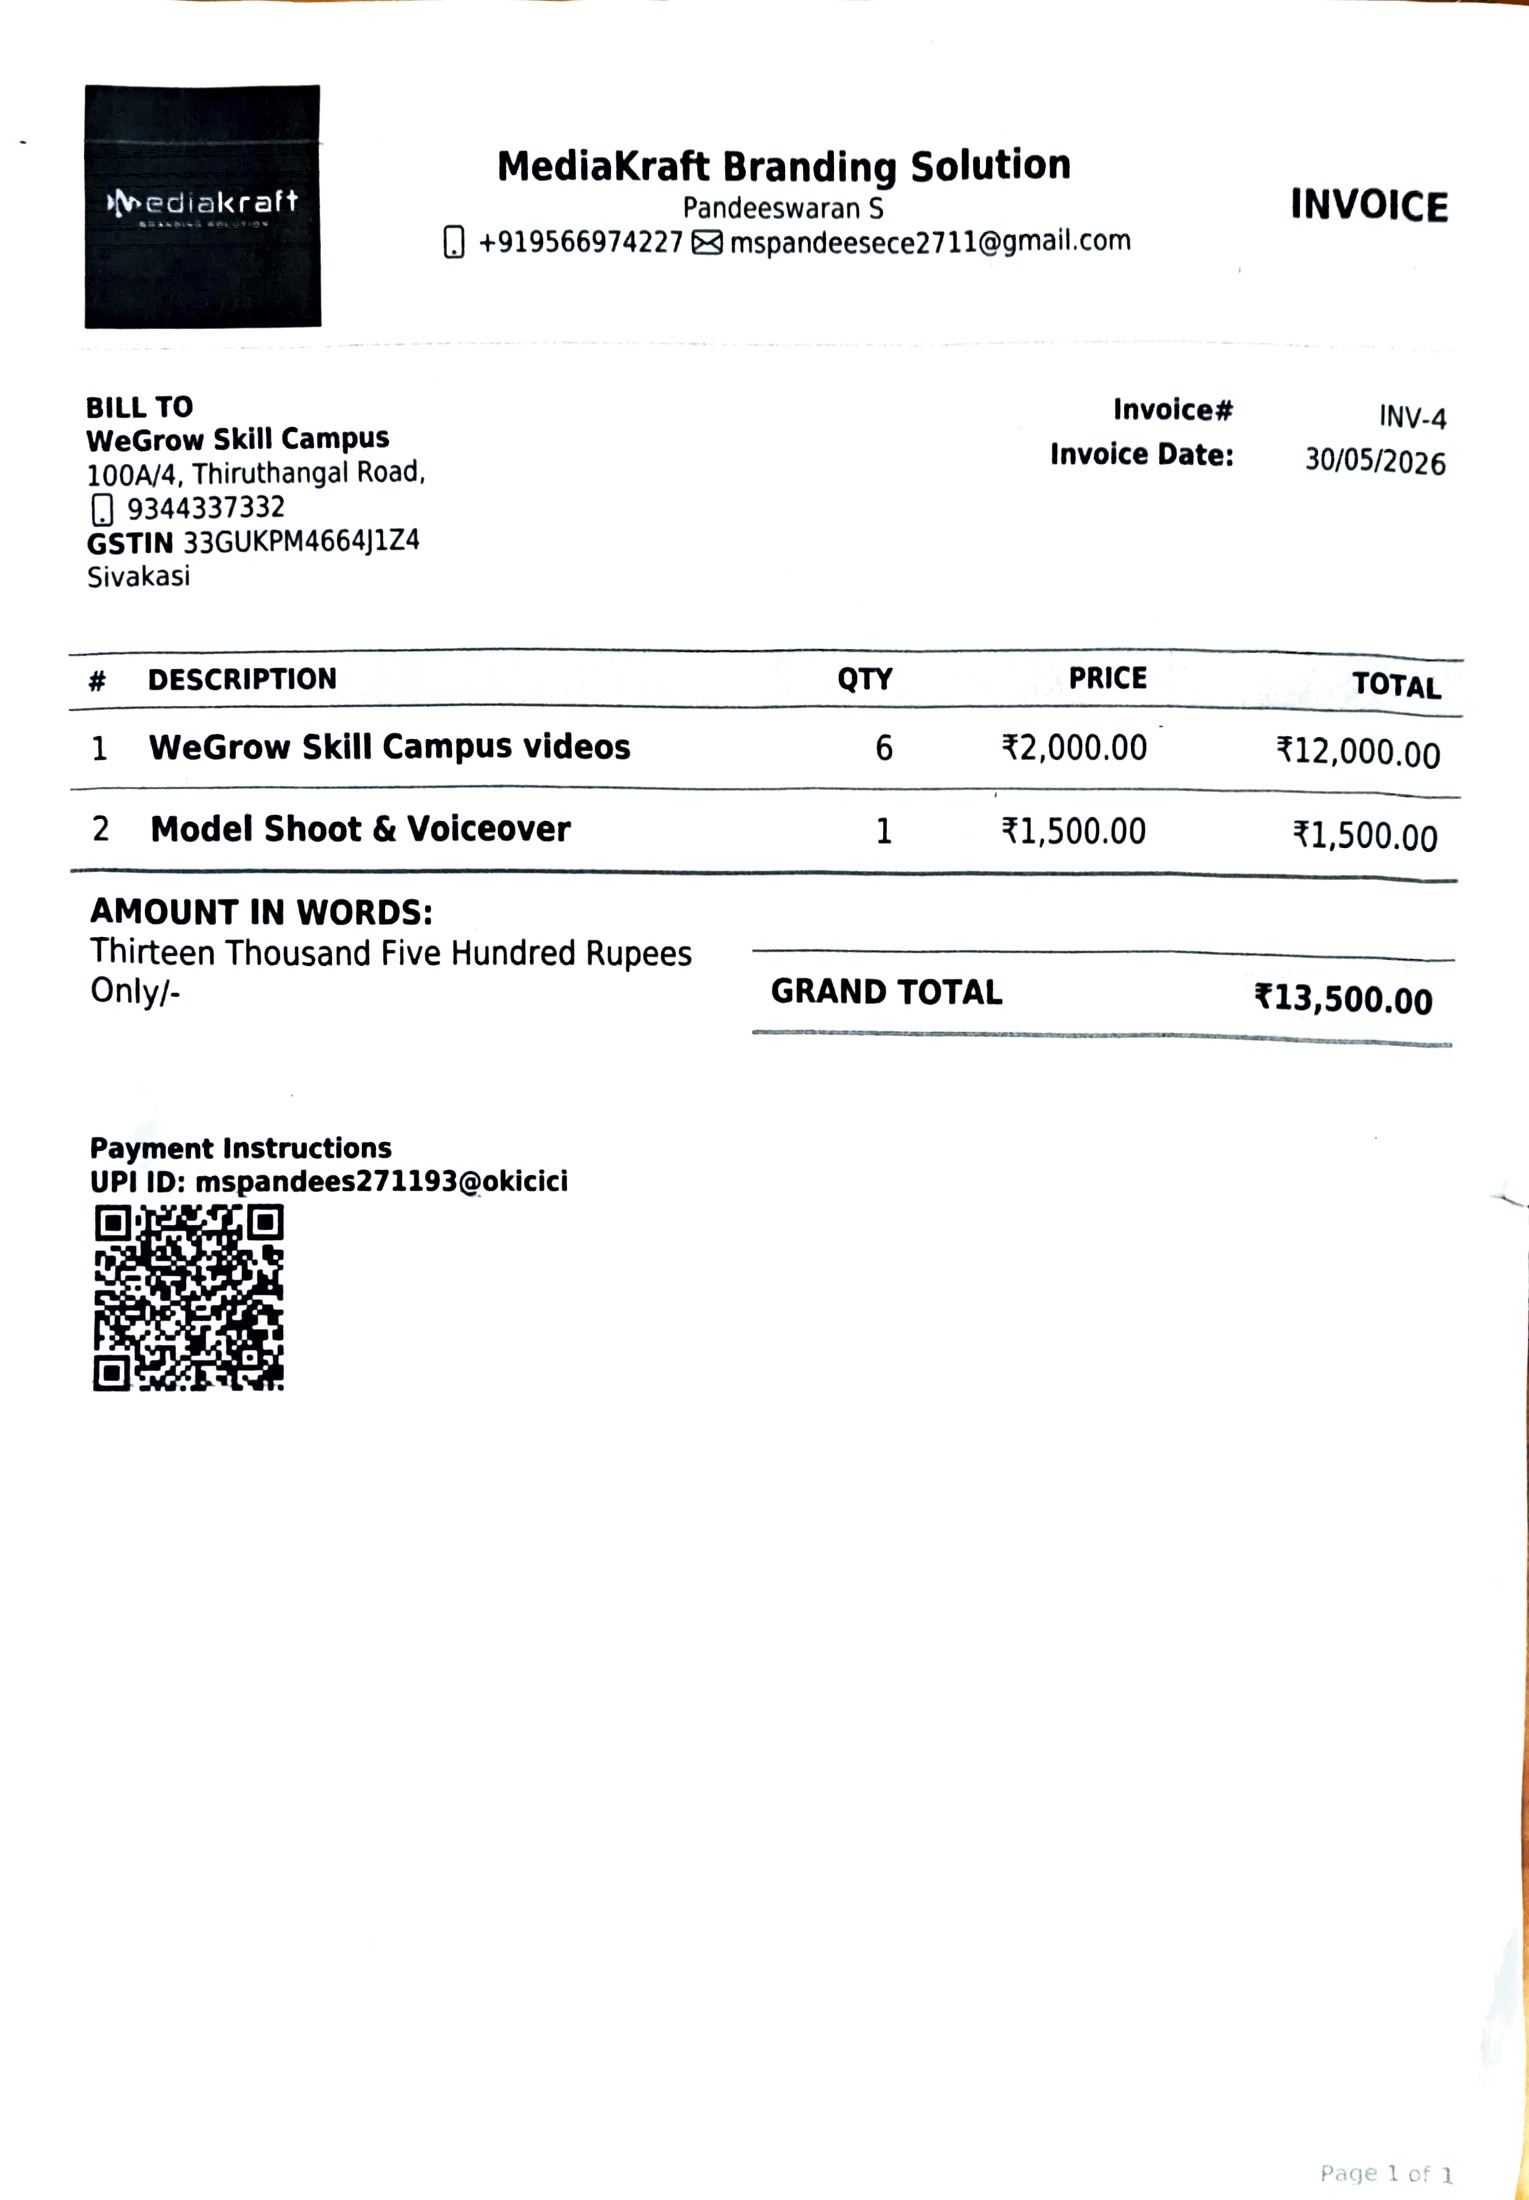 Mediakraft
BRANDING SOLUTION
MediaKraft Branding Solution
Pandeeswaran S
+919566974227 mspandeesece2711@gmail.com
INVOICE
BILL TO
WeGrow Skill Campus
100A/4, Thiruthangal Road,
9344337332
GSTIN 33GUKPM4664J1Z4
Sivakasi
Invoice# INV-4
Invoice Date: 30/05/2026
# DESCRIPTION QTY PRICE TOTAL
1 WeGrow Skill Campus videos 6 ₹2,000.00 ₹12,000.00
2 Model Shoot & Voiceover 1 ₹1,500.00 ₹1,500.00
AMOUNT IN WORDS:
Thirteen Thousand Five Hundred Rupees
Only/-
GRAND TOTAL ₹13,500.00
Payment Instructions
UPI ID: mspandees271193@okicici
Page 1 of 1